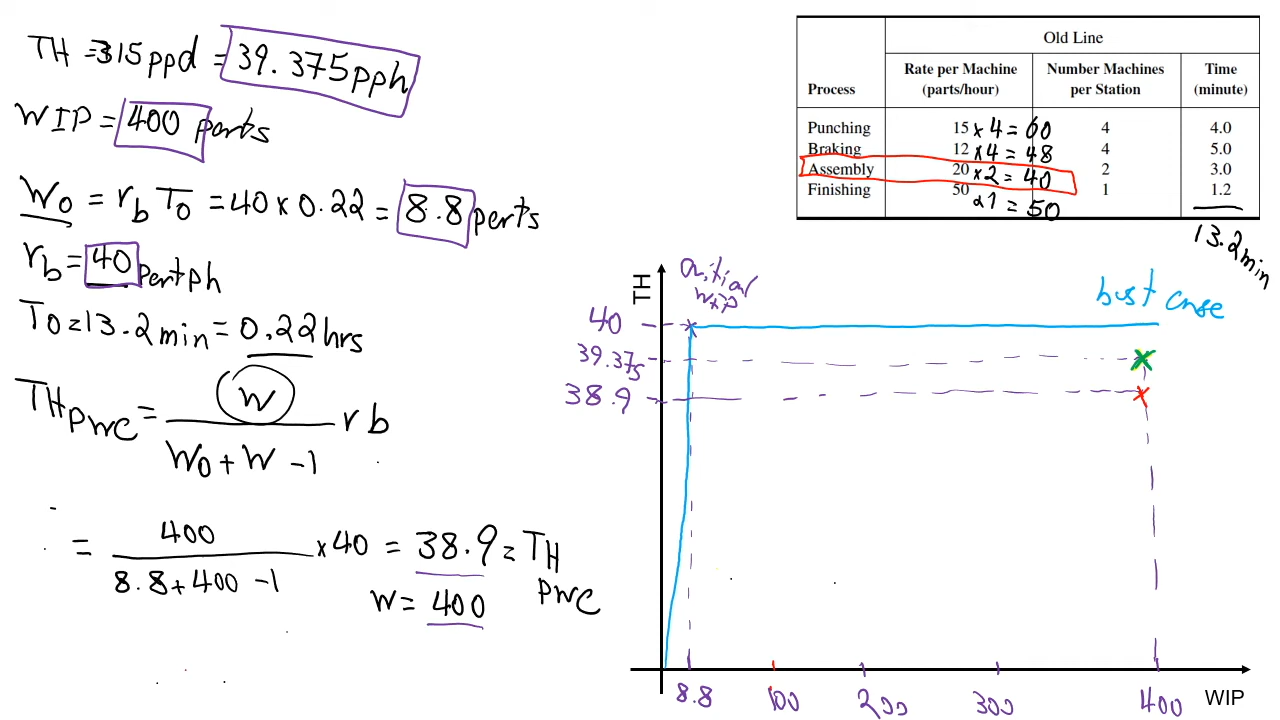 TH = 315ppd = 39.375pph
WIP = 400 parts
W0 = rb T0 = 40 x 0.22 = 8.8 parts
rb = 40 part ph
T0 = 13.2 min = 0.22 hrs
THPWC = W / W0 + W - 1 rb
= 400 / 8.8 + 400 - 1 x 40 = 38.9 = TH PWC
W = 400
Old Line
Process Rate per Machine (parts/hour) Number Machines per Station Time (minute)
Punching 15 x 4 = 60 4 4.0
Braking 12 x 4 = 48 4 5.0
Assembly 20 x 2 = 40 2 3.0
Finishing 50 x 1 = 50 1 1.2
13.2 min
TH
critical
WIP
best case
40
39.375
38.9
8.8 100 200 300 400 WIP